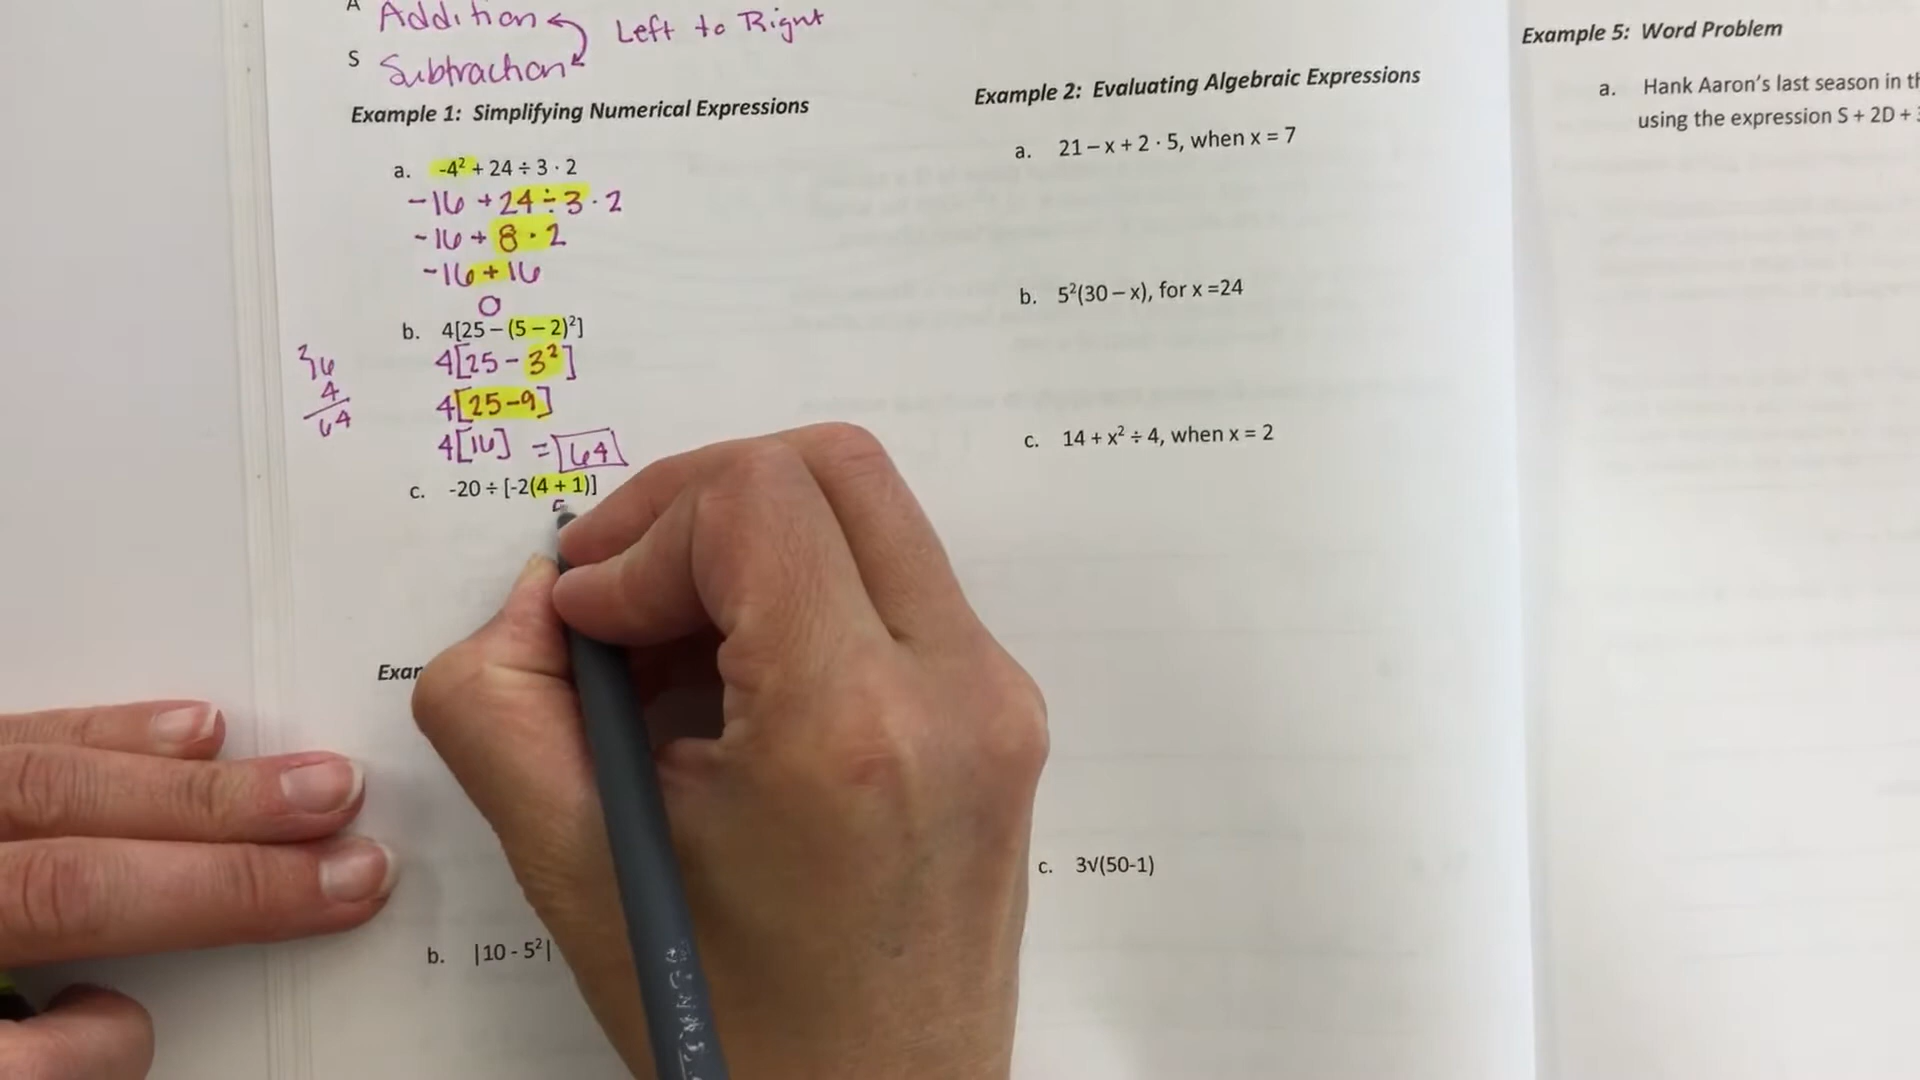 A Addition Left to Right
S Subtraction
Example 1: Simplifying Numerical Expressions
a. -4² + 24 ÷ 3 · 2
-16 + 24 ÷ 3 · 2
-16 + 8 · 2
-16 + 16
0
b. 4[25 – (5 – 2)²]
4[25 - 3²]
4[25-9]
4[16] = 64
36
4
64
c. -20 ÷ [-2(4 + 1)]
5
Exar
b. |10 - 5²|
Example 2: Evaluating Algebraic Expressions
a. 21 – x + 2 · 5, when x = 7
b. 5²(30 – x), for x =24
c. 14 + x² ÷ 4, when x = 2
c. 3√(50-1)
Example 5: Word Problem
a. Hank Aaron's last season in th
using the expression S + 2D +